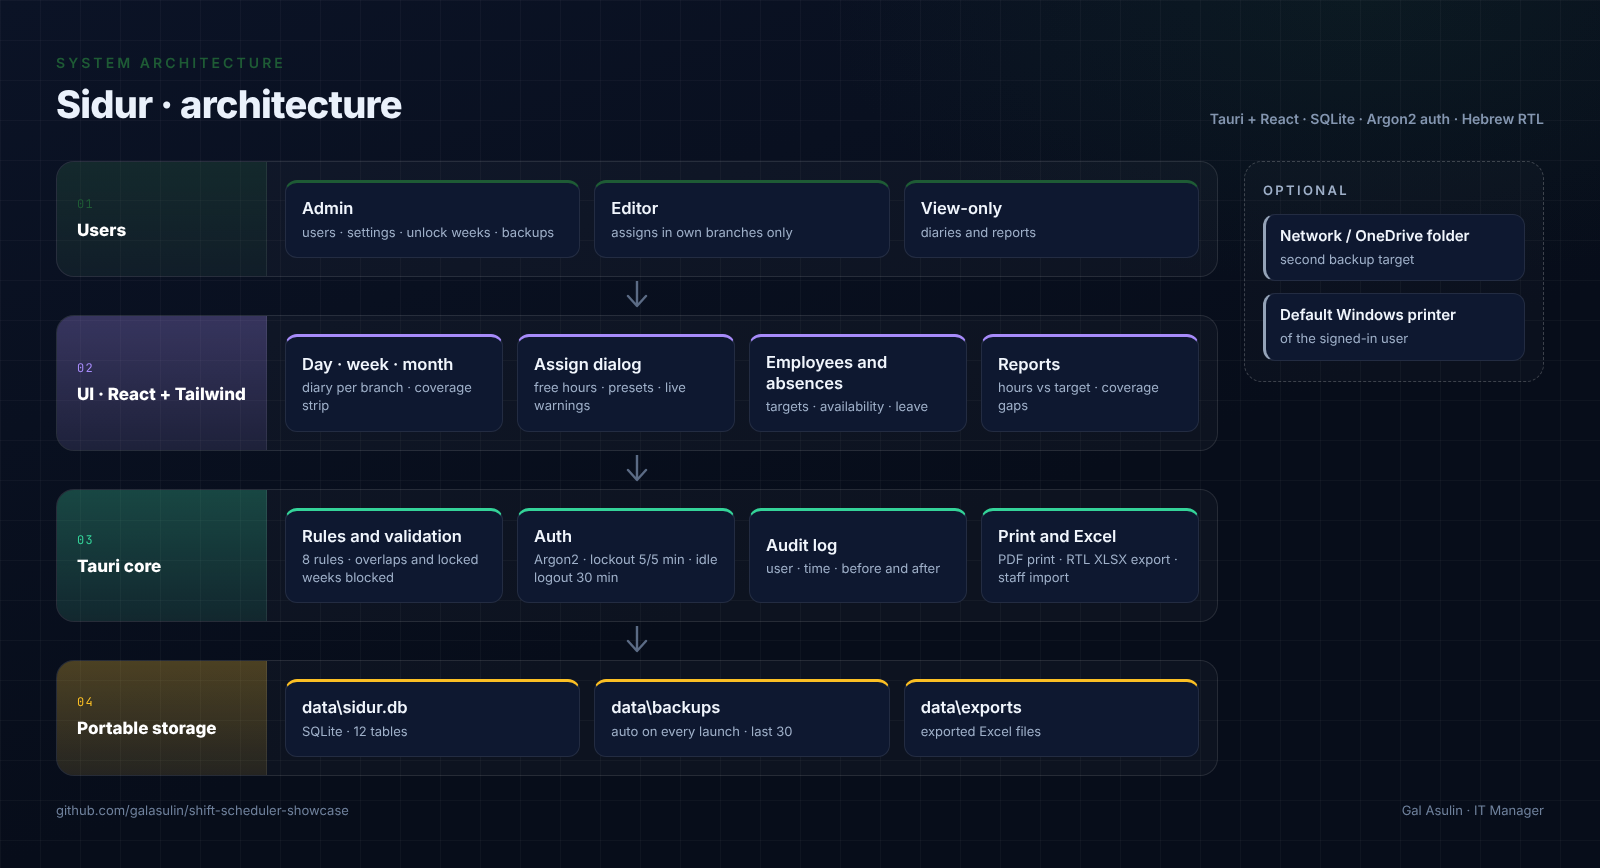 SYSTEM ARCHITECTURE
Sidur · architecture
Tauri + React · SQLite · Argon2 auth · Hebrew RTL
01
Users
Admin
users · settings · unlock weeks · backups
Editor
assigns in own branches only
View-only
diaries and reports
OPTIONAL
Network / OneDrive folder
second backup target
Default Windows printer
of the signed-in user
02
UI · React + Tailwind
Day · week · month
diary per branch · coverage
strip
Assign dialog
free hours · presets · live
warnings
Employees and
absences
targets · availability · leave
Reports
hours vs target · coverage
gaps
03
Tauri core
Rules and validation
8 rules · overlaps and locked
weeks blocked
Auth
Argon2 · lockout 5/5 min · idle
logout 30 min
Audit log
user · time · before and after
Print and Excel
PDF print · RTL XLSX export ·
staff import
04
Portable storage
data\sidur.db
SQLite · 12 tables
data\backups
auto on every launch · last 30
data\exports
exported Excel files
github.com/galasulin/shift-scheduler-showcase
Gal Asulin · IT Manager